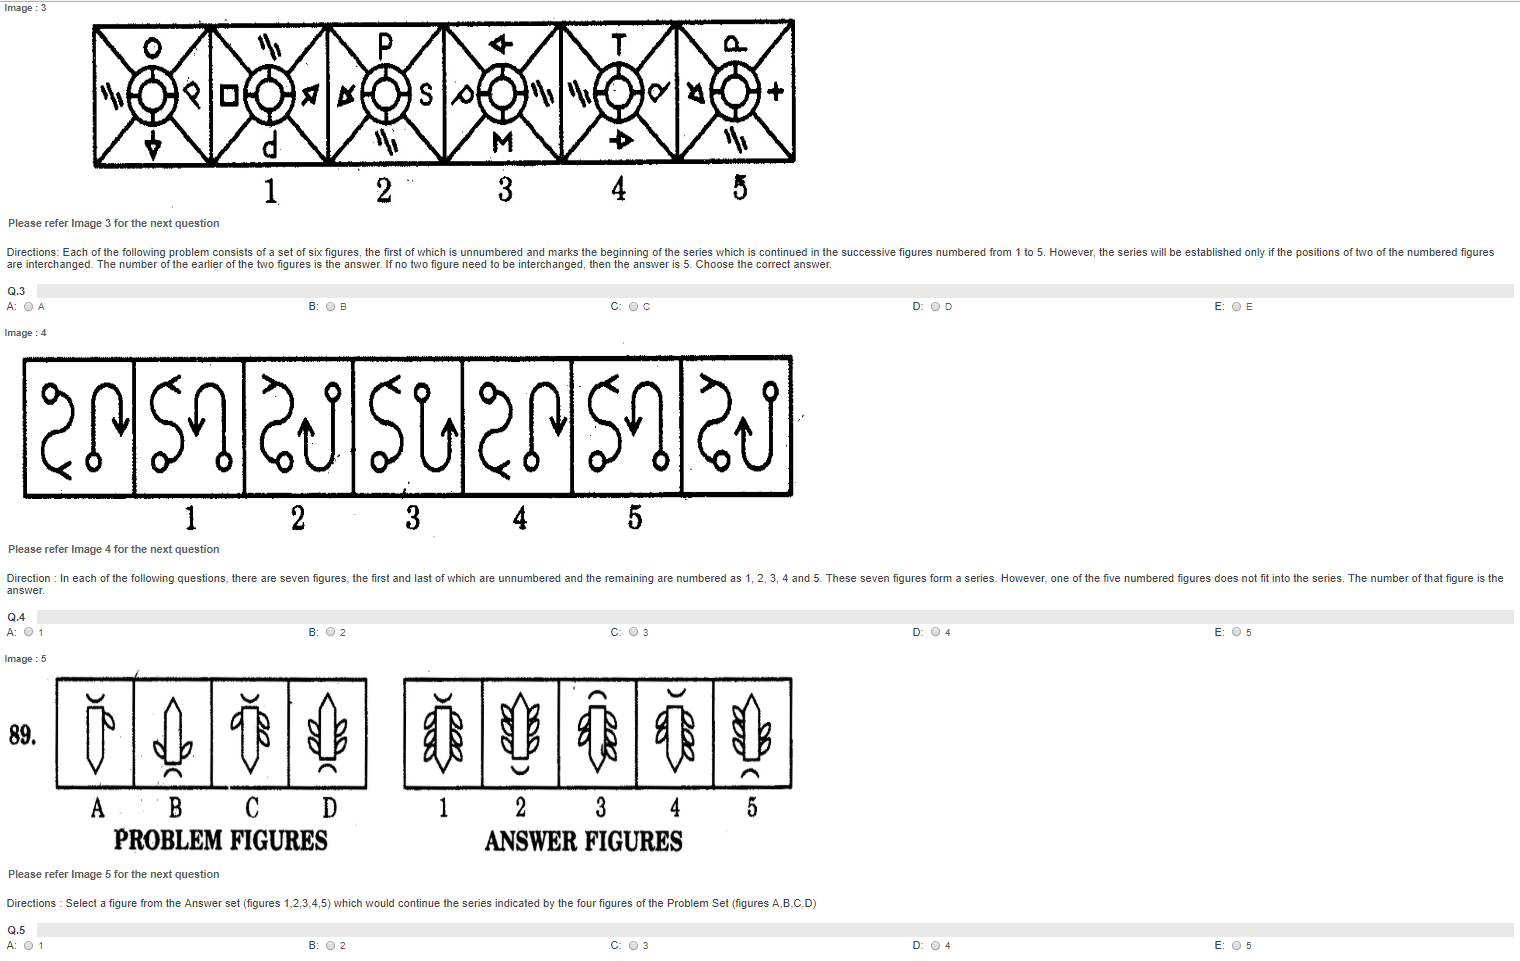 Image : 3
O P
1 2 3 4 5
d P S M T P
Please refer Image 3 for the next question
Directions: Each of the following problem consists of a set of six figures, the first of which is unnumbered and marks the beginning of the series which is continued in the successive figures numbered from 1 to 5. However, the series will be established only if the positions of two of the numbered figures
are interchanged. The number of the earlier of the two figures is the answer. If no two figure need to be interchanged, then the answer is 5. Choose the correct answer.
Q.3
A: A B: B C: C D: D E: E
Image : 4
1 2 3 4 5
Please refer Image 4 for the next question
Direction : In each of the following questions, there are seven figures, the first and last of which are unnumbered and the remaining are numbered as 1, 2, 3, 4 and 5. These seven figures form a series. However, one of the five numbered figures does not fit into the series. The number of that figure is the
answer.
Q.4
A: 1 B: 2 C: 3 D: 4 E: 5
Image : 5
89.
A B C D 1 2 3 4 5
PROBLEM FIGURES ANSWER FIGURES
Please refer Image 5 for the next question
Directions : Select a figure from the Answer set (figures 1,2,3,4,5) which would continue the series indicated by the four figures of the Problem Set (figures A,B,C,D)
Q.5
A: 1 B: 2 C: 3 D: 4 E: 5